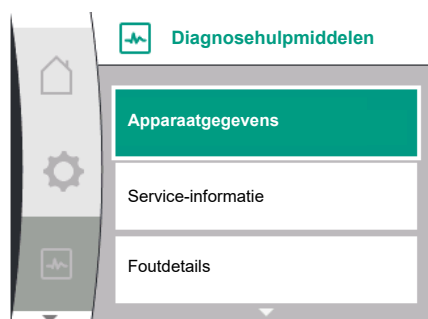 Diagnosehulpmiddelen
Apparaatgegevens
Service-informatie
Foutdetails